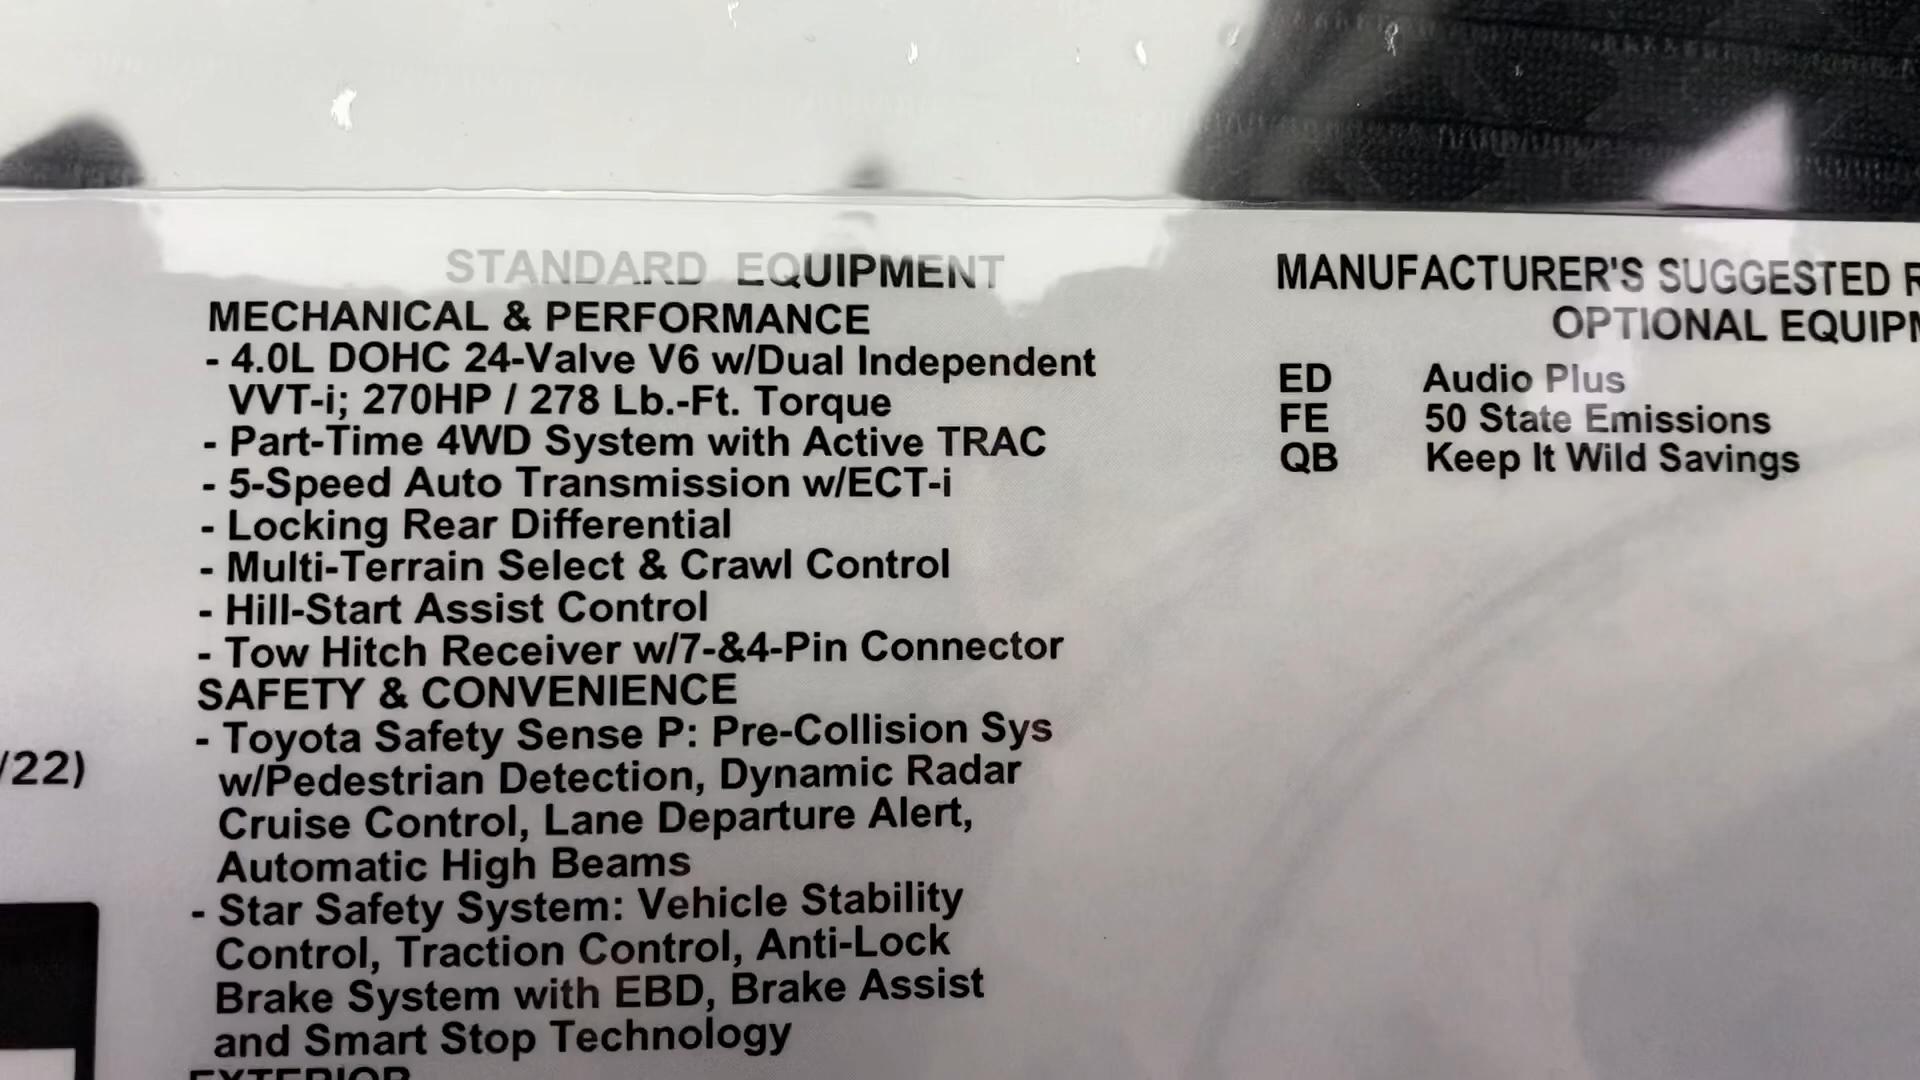 STANDARD EQUIPMENT
MECHANICAL & PERFORMANCE
- 4.0L DOHC 24-Valve V6 w/Dual Independent
VVT-i; 270HP / 278 Lb.-Ft. Torque
- Part-Time 4WD System with Active TRAC
- 5-Speed Auto Transmission w/ECT-i
- Locking Rear Differential
- Multi-Terrain Select & Crawl Control
- Hill-Start Assist Control
- Tow Hitch Receiver w/7-&4-Pin Connector
SAFETY & CONVENIENCE
- Toyota Safety Sense P: Pre-Collision Sys
w/Pedestrian Detection, Dynamic Radar
Cruise Control, Lane Departure Alert,
Automatic High Beams
- Star Safety System: Vehicle Stability
Control, Traction Control, Anti-Lock
Brake System with EBD, Brake Assist
and Smart Stop Technology
EXTERIOR
/22)
MANUFACTURER'S SUGGESTED
OPTIONAL
ED Audio Plus
FE 50 State Emissions
QB Keep It Wild Savings